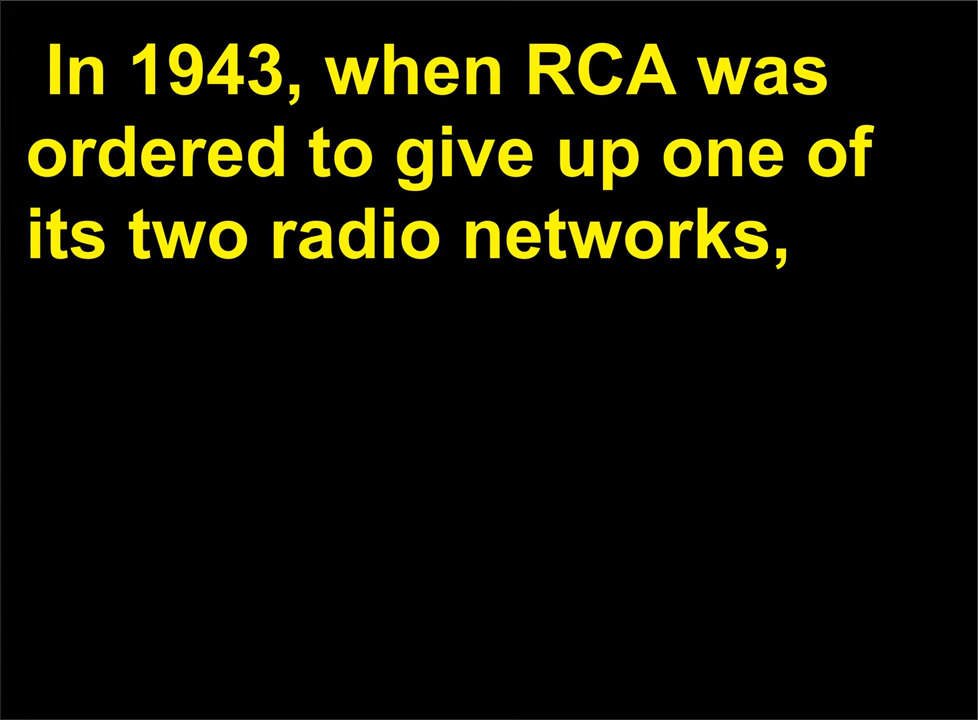 In 1943, when RCA was
ordered to give up one of
its two radio networks,